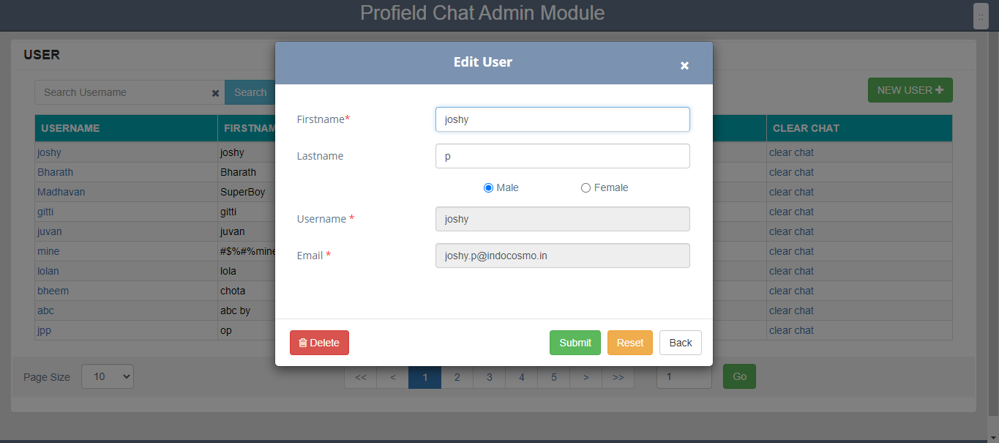 Profield Chat Admin Module
::
USER
Edit User
×
Search Username
×
Search
NEW USER +
Firstname*
joshy
USERNAME
FIRSTNAM
CLEAR CHAT
Lastname
p
joshy
joshy
clear chat
Bharath
Bharath
clear chat
Male
Female
Madhavan
SuperBoy
clear chat
gitti
gitti
clear chat
Username *
joshy
juvan
juvan
clear chat
mine
#$%#%mine
clear chat
Email *
joshy.p@indocosmo.in
lolan
lola
clear chat
bheem
chota
clear chat
abc
abc by
clear chat
jpp
op
clear chat
Delete
Submit
Reset
Back
Page Size
10
<<
<
1
2
3
4
5
>
>>
1
Go